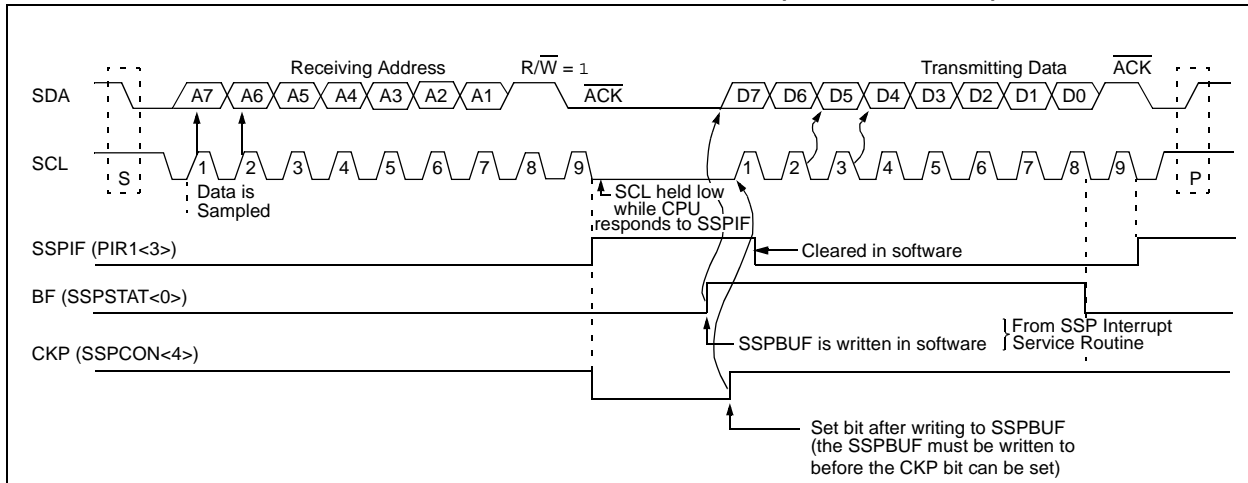 Receiving Address R/W̅ = 1 Transmitting Data A̅C̅K̅
SDA A7 A6 A5 A4 A3 A2 A1 A̅C̅K̅ D7 D6 D5 D4 D3 D2 D1 D0
SCL 1 2 3 4 5 6 7 8 9 1 2 3 4 5 6 7 8 9
S
P
Data is
Sampled
SCL held low
while CPU
responds to SSPIF
SSPIF (PIR1<3>)
Cleared in software
BF (SSPSTAT<0>)
SSPBUF is written in software
From SSP Interrupt
Service Routine
CKP (SSPCON<4>)
Set bit after writing to SSPBUF
(the SSPBUF must be written to
before the CKP bit can be set)